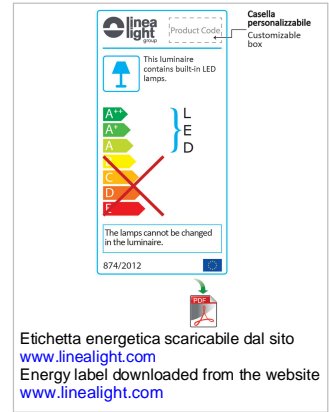 linea
light
group
Product Code
Casella
personalizzabile
Customizable
box
This luminaire
contains built-in LED
lamps.
A++
A+
A
C
D
E
L
E
D
The lamps cannot be changed
in the luminaire.
874/2012
PDF
Etichetta energetica scaricabile dal sito
www.linealight.com
Energy label downloaded from the website
www.linealight.com